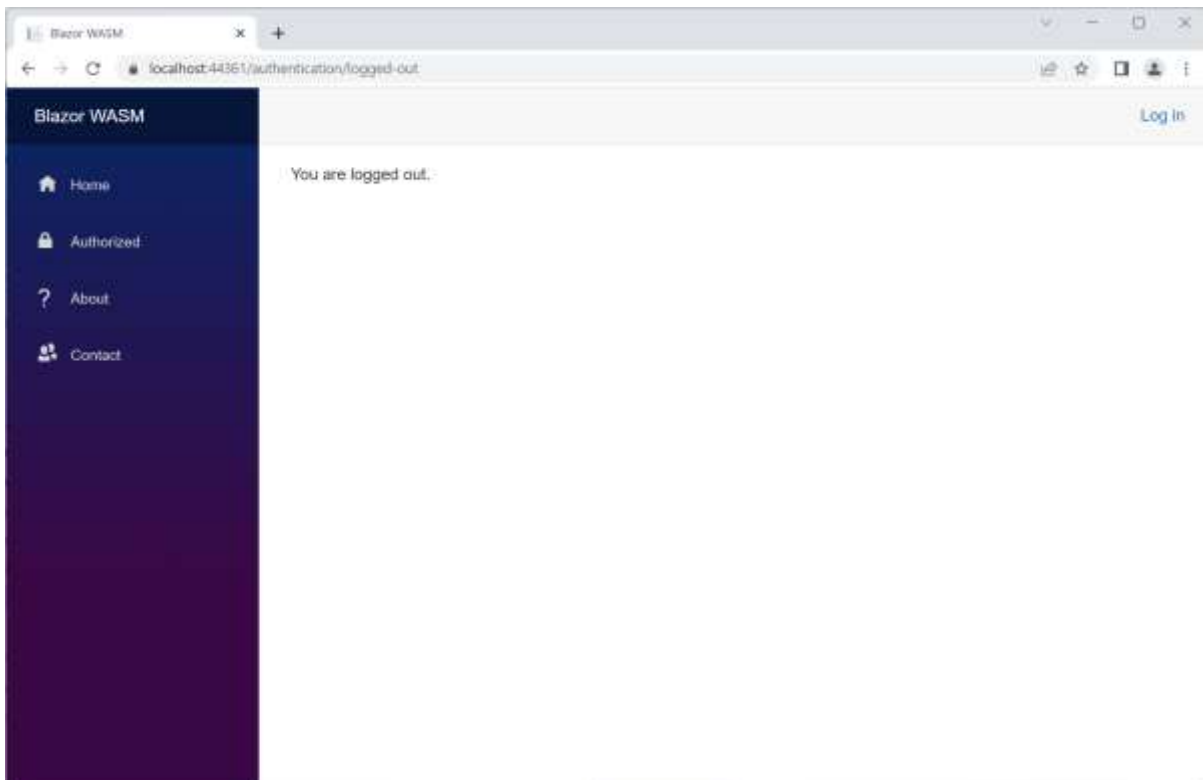 Blazor WASM
localhost:44361/authentication/logged-out
Blazor WASM
Log in
Home
You are logged out.
Authorized
? About
Contact